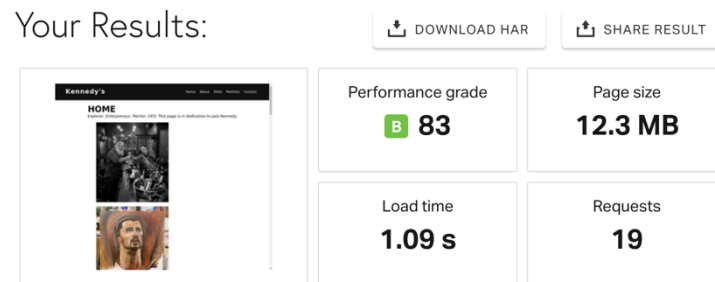 Your Results:
DOWNLOAD HAR
SHARE RESULT
Kennedy's
Home About Skills Portfolio Contact
HOME
Explorer. Enterpreneur. Painter. CEO. This page is in dedication to Jack Kennedy
Performance grade
B 83
Page size
12.3 MB
Load time
1.09 s
Requests
19